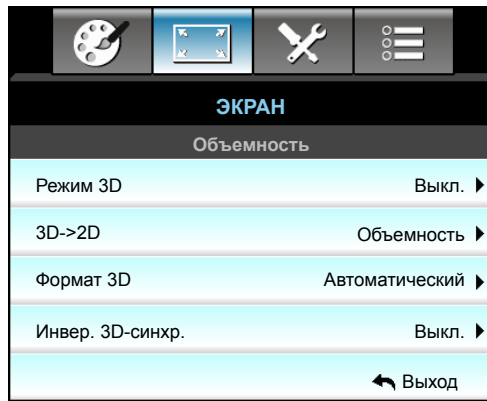 ЭКРАН
Объемность
Режим 3D Выкл.
3D->2D Объемность
Формат 3D Автоматический
Инвер. 3D-синхр. Выкл.
Выход